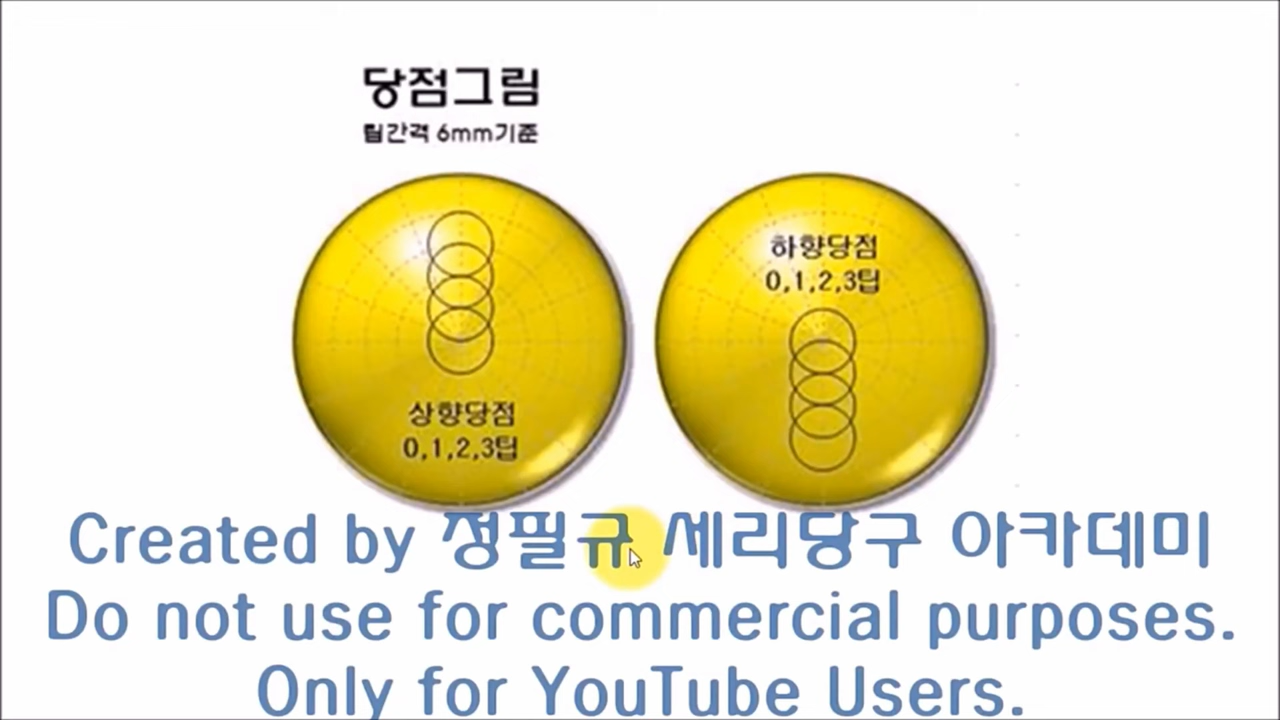 당점그림
팁간격 6mm기준
상향당점
0,1,2,3팁
하향당점
0,1,2,3팁
Created by 정필규 세리당구 아카데미
Do not use for commercial purposes.
Only for YouTube Users.